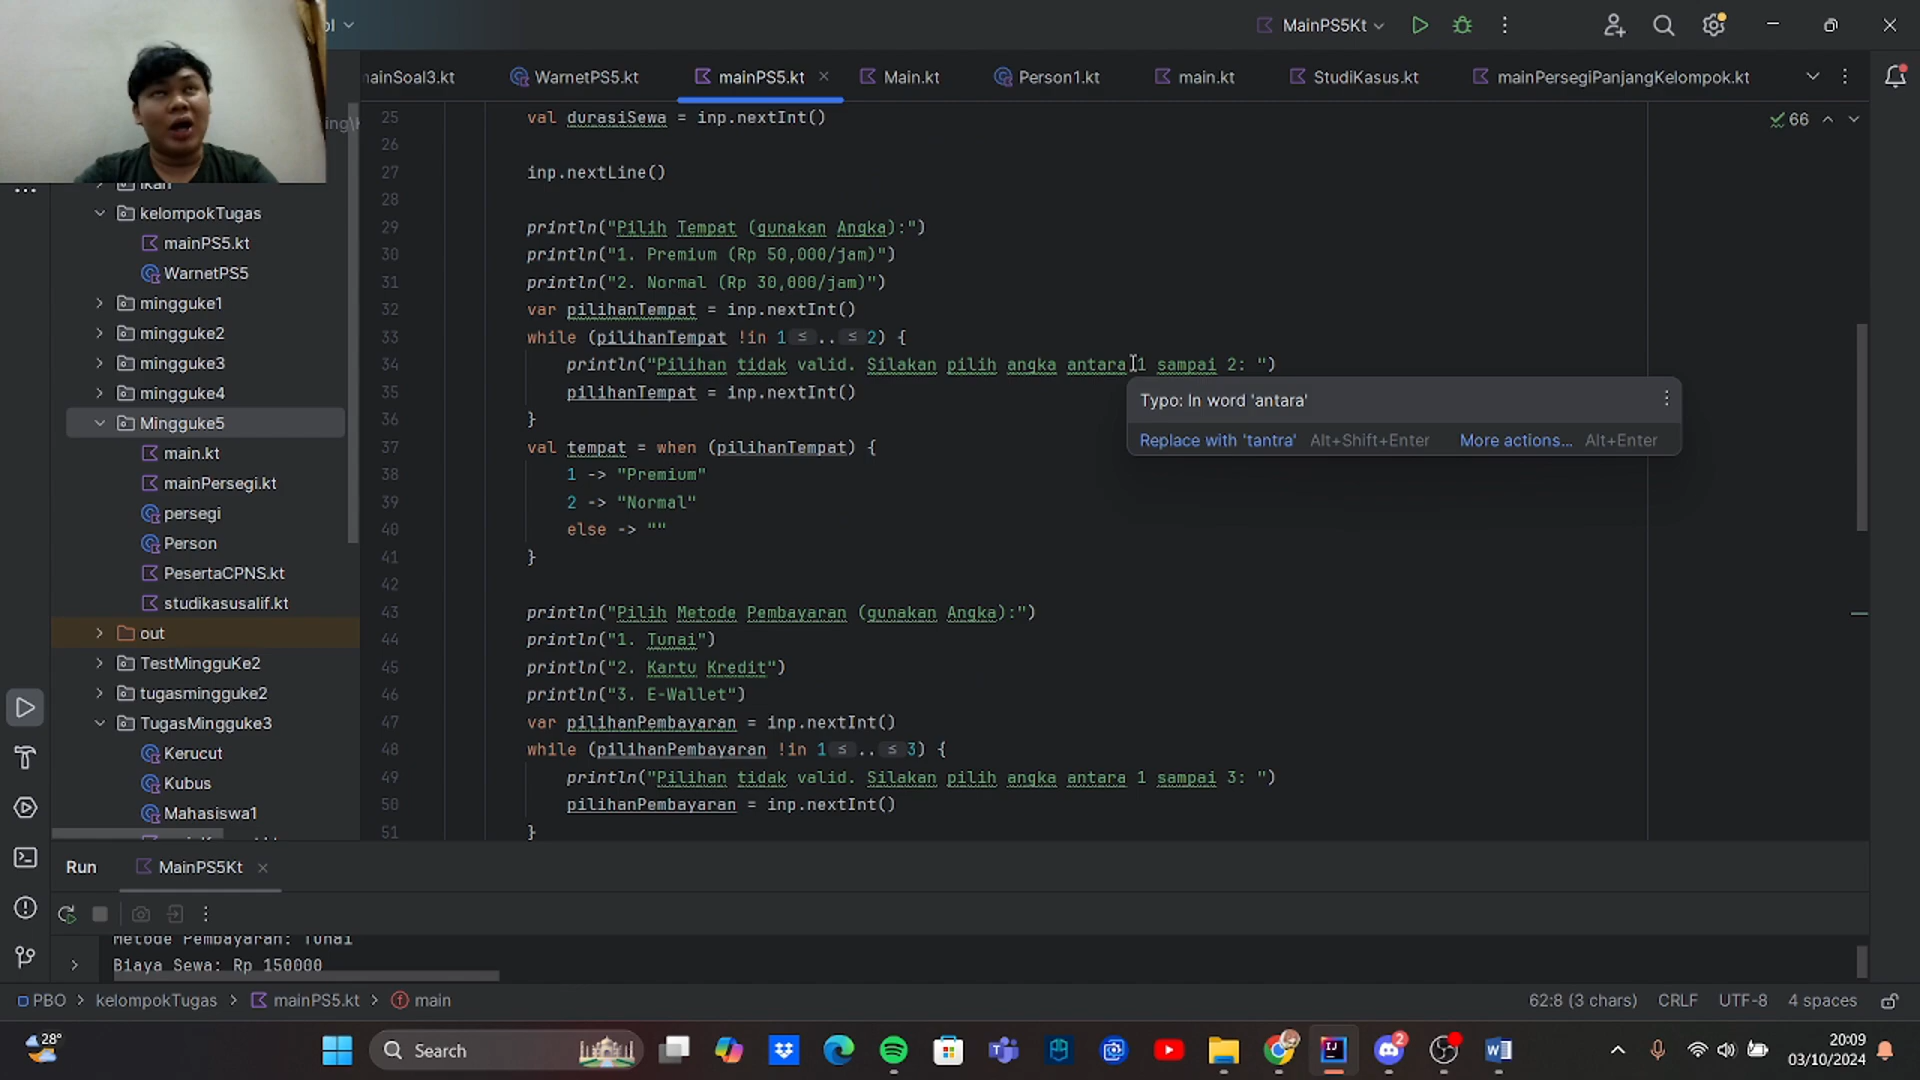 MainPS5Kt
mainSoal3.kt
WarnetPS5.kt
mainPS5.kt
Main.kt
Person1.kt
main.kt
StudiKasus.kt
mainPersegiPanjangKelompok.kt
66
kelompokTugas
mainPS5.kt
WarnetPS5
mingguke1
mingguke2
mingguke3
mingguke4
Mingguke5
main.kt
mainPersegi.kt
persegi
Person
PesertaCPNS.kt
studikasusalif.kt
out
TestMingguKe2
tugasmingguke2
TugasMingguke3
Kerucut
Kubus
Mahasiswa1
25 val durasiSewa = inp.nextInt()
26
27 inp.nextLine()
28
29 println("Pilih Tempat (gunakan Angka):")
30 println("1. Premium (Rp 50,000/jam)")
31 println("2. Normal (Rp 30,000/jam)")
32 var pilihanTempat = inp.nextInt()
33 while (pilihanTempat !in 1 ≤ .. ≤ 2) {
34 println("Pilihan tidak valid. Silakan pilih angka antara 1 sampai 2: ")
35 pilihanTempat = inp.nextInt()
36 }
37 val tempat = when (pilihanTempat) {
38 1 -> "Premium"
39 2 -> "Normal"
40 else -> ""
41 }
42
43 println("Pilih Metode Pembayaran (gunakan Angka):")
44 println("1. Tunai")
45 println("2. Kartu Kredit")
46 println("3. E-Wallet")
47 var pilihanPembayaran = inp.nextInt()
48 while (pilihanPembayaran !in 1 ≤ .. ≤ 3) {
49 println("Pilihan tidak valid. Silakan pilih angka antara 1 sampai 3: ")
50 pilihanPembayaran = inp.nextInt()
51 }
Typo: In word 'antara'
Replace with 'tantra' Alt+Shift+Enter More actions... Alt+Enter
Run MainPS5Kt
Metode Pembayaran: Tunai
Biaya Sewa: Rp 150000
PBO > kelompokTugas > mainPS5.kt > main
62:8 (3 chars) CRLF UTF-8 4 spaces
28°
Search
2
20:09
03/10/2024